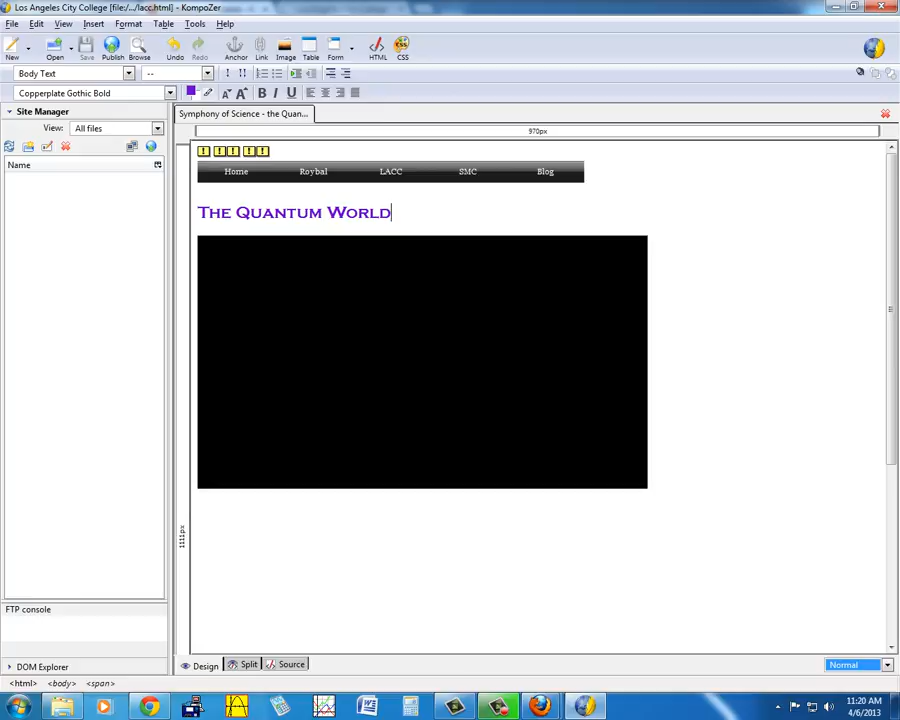 Los Angeles City College [file:/.../lacc.html] - KompoZer
File Edit View Insert Format Table Tools Help
New Open Save Publish Browse Undo Redo Anchor Link Image Table Form HTML CSS
Body Text --
Copperplate Gothic Bold
Site Manager
Symphony of Science - the Quan...
View: All files
970px
Name
Home Roybal LACC SMC Blog
The Quantum World
1111px
FTP console
DOM Explorer
Design Split Source
Normal
<html> <body> <span>
11:20 AM
4/6/2013